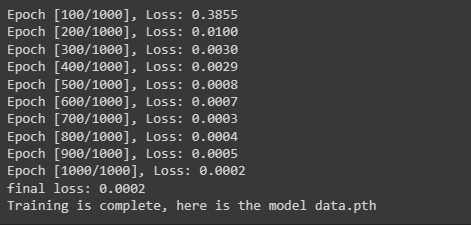 Epoch [100/1000], Loss: 0.3855
Epoch [200/1000], Loss: 0.0100
Epoch [300/1000], Loss: 0.0030
Epoch [400/1000], Loss: 0.0029
Epoch [500/1000], Loss: 0.0008
Epoch [600/1000], Loss: 0.0007
Epoch [700/1000], Loss: 0.0003
Epoch [800/1000], Loss: 0.0004
Epoch [900/1000], Loss: 0.0005
Epoch [1000/1000], Loss: 0.0002
final loss: 0.0002
Training is complete, here is the model data.pth